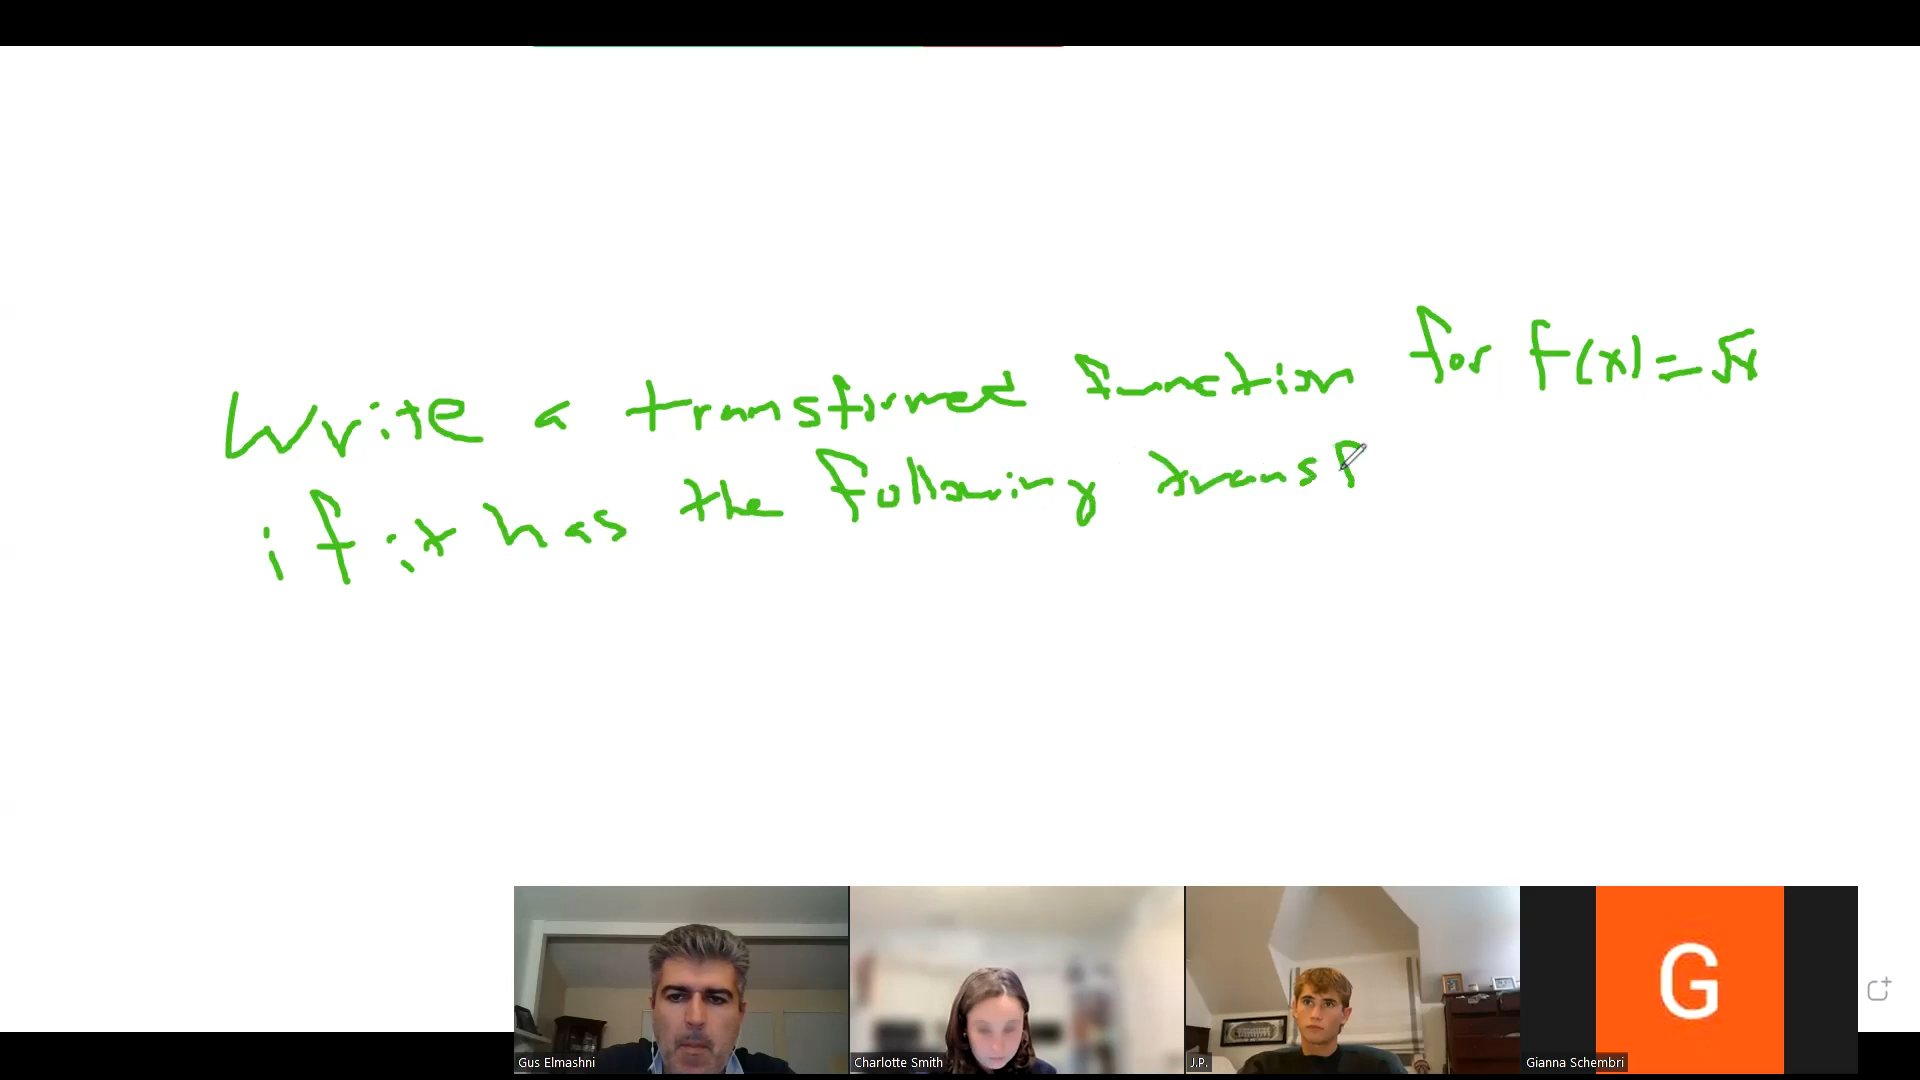 Write a transformed function for f(x)=√x
if it has the following transf
Gus Elmashni
Charlotte Smith
J.P.
G
Gianna Schembri